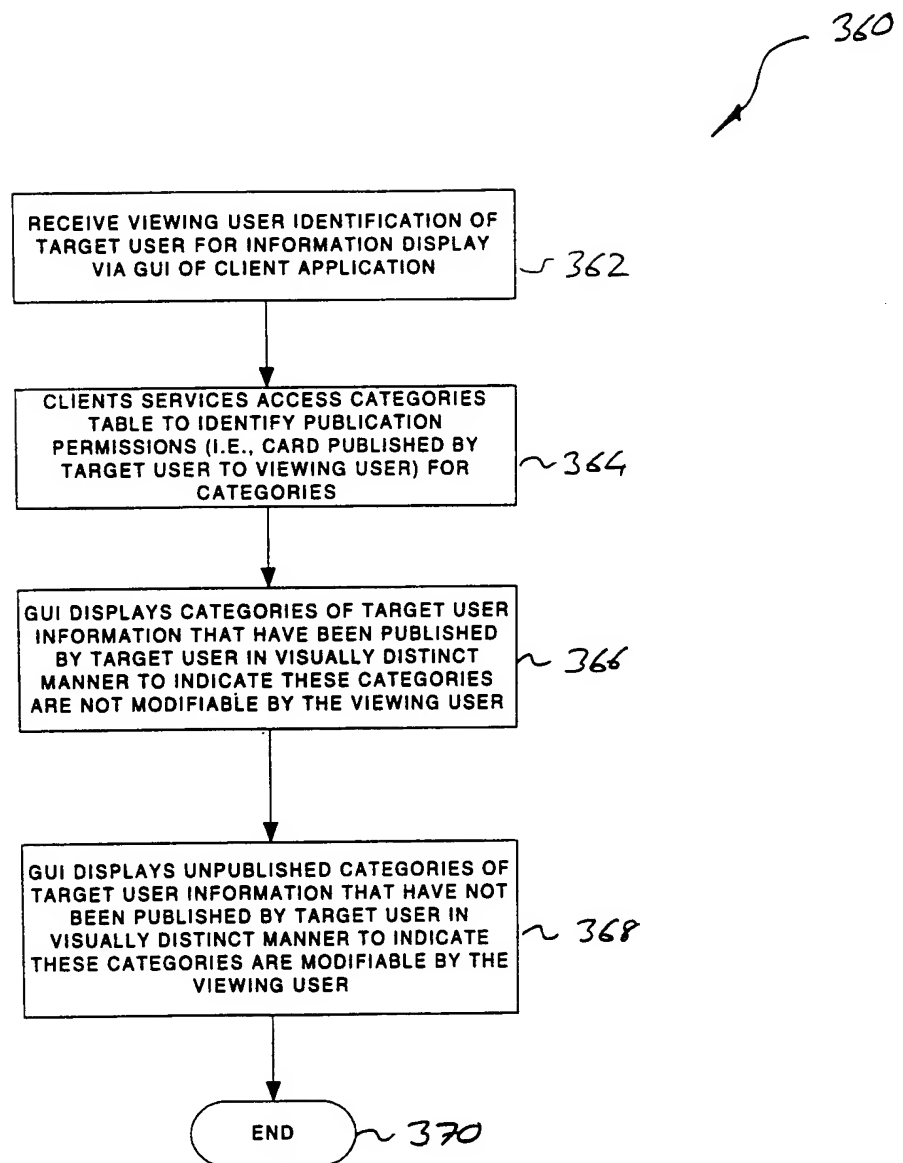 360
RECEIVE VIEWING USER IDENTIFICATION OF
TARGET USER FOR INFORMATION DISPLAY
VIA GUI OF CLIENT APPLICATION
362
CLIENTS SERVICES ACCESS CATEGORIES
TABLE TO IDENTIFY PUBLICATION
PERMISSIONS (I.E., CARD PUBLISHED BY
TARGET USER TO VIEWING USER) FOR
CATEGORIES
364
GUI DISPLAYS CATEGORIES OF TARGET USER
INFORMATION THAT HAVE BEEN PUBLISHED
BY TARGET USER IN VISUALLY DISTINCT
MANNER TO INDICATE THESE CATEGORIES
ARE NOT MODIFIABLE BY THE VIEWING USER
366
GUI DISPLAYS UNPUBLISHED CATEGORIES OF
TARGET USER INFORMATION THAT HAVE NOT
BEEN PUBLISHED BY TARGET USER IN
VISUALLY DISTINCT MANNER TO INDICATE
THESE CATEGORIES ARE MODIFIABLE BY THE
VIEWING USER
368
END
370